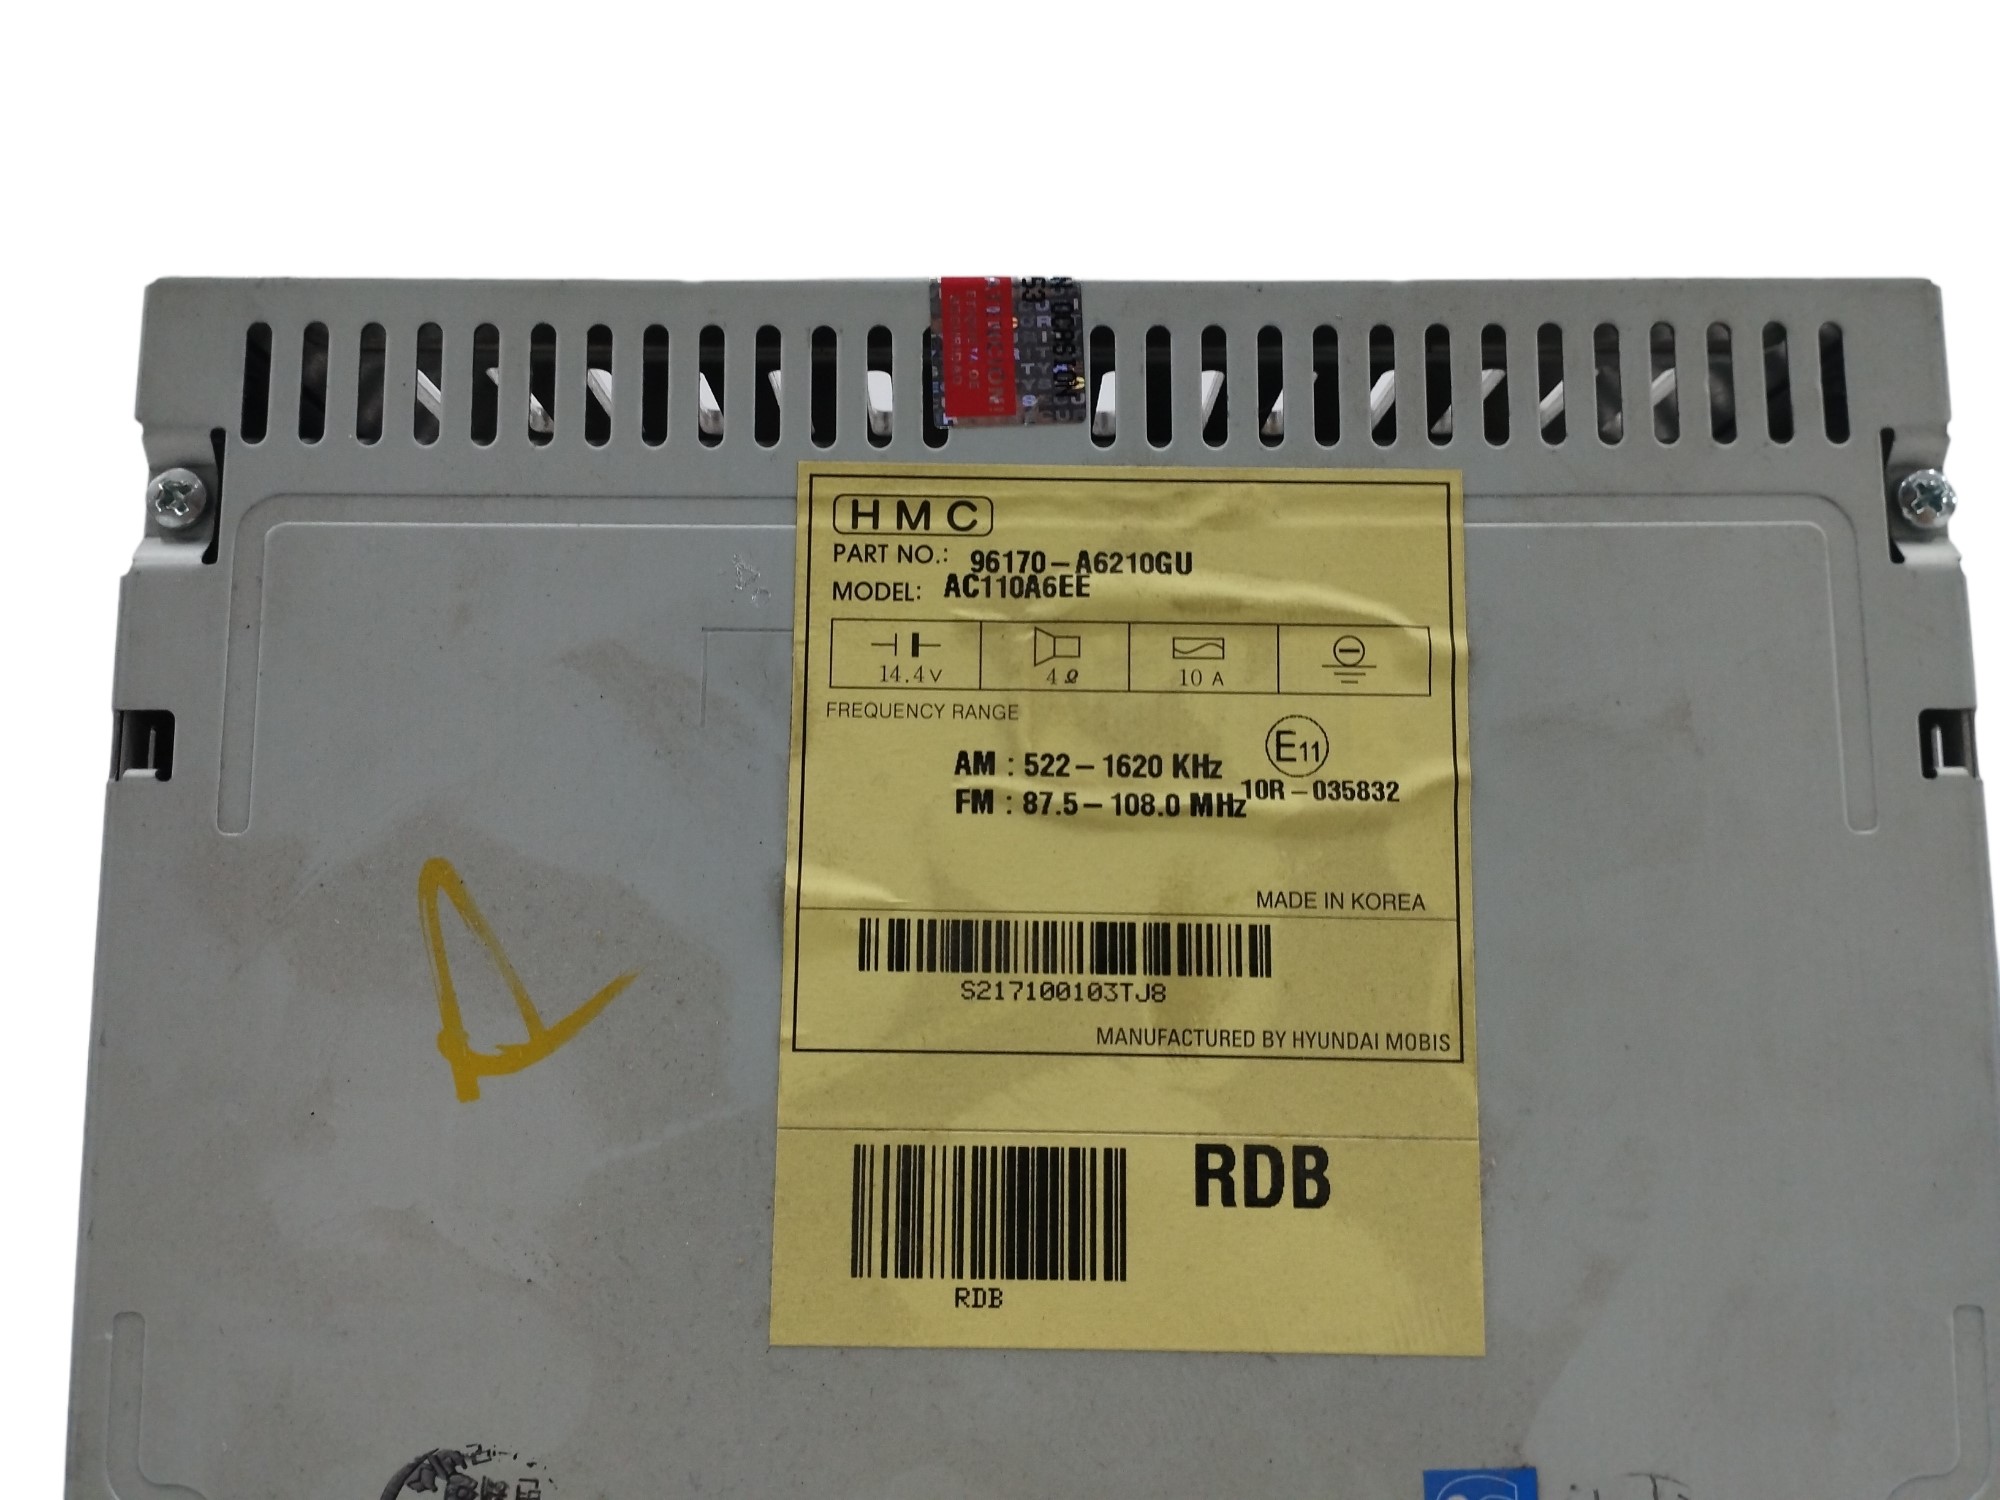 HMC
PART NO.: 96170-A6210GU
MODEL: AC110A6EE
14.4V 4Ω 10 A
FREQUENCY RANGE
AM : 522-1620 KHz
FM : 87.5-108.0 MHz
E11
10R-035832
MADE IN KOREA
S217100103TJ8
MANUFACTURED BY HYUNDAI MOBIS
RDB
RDB